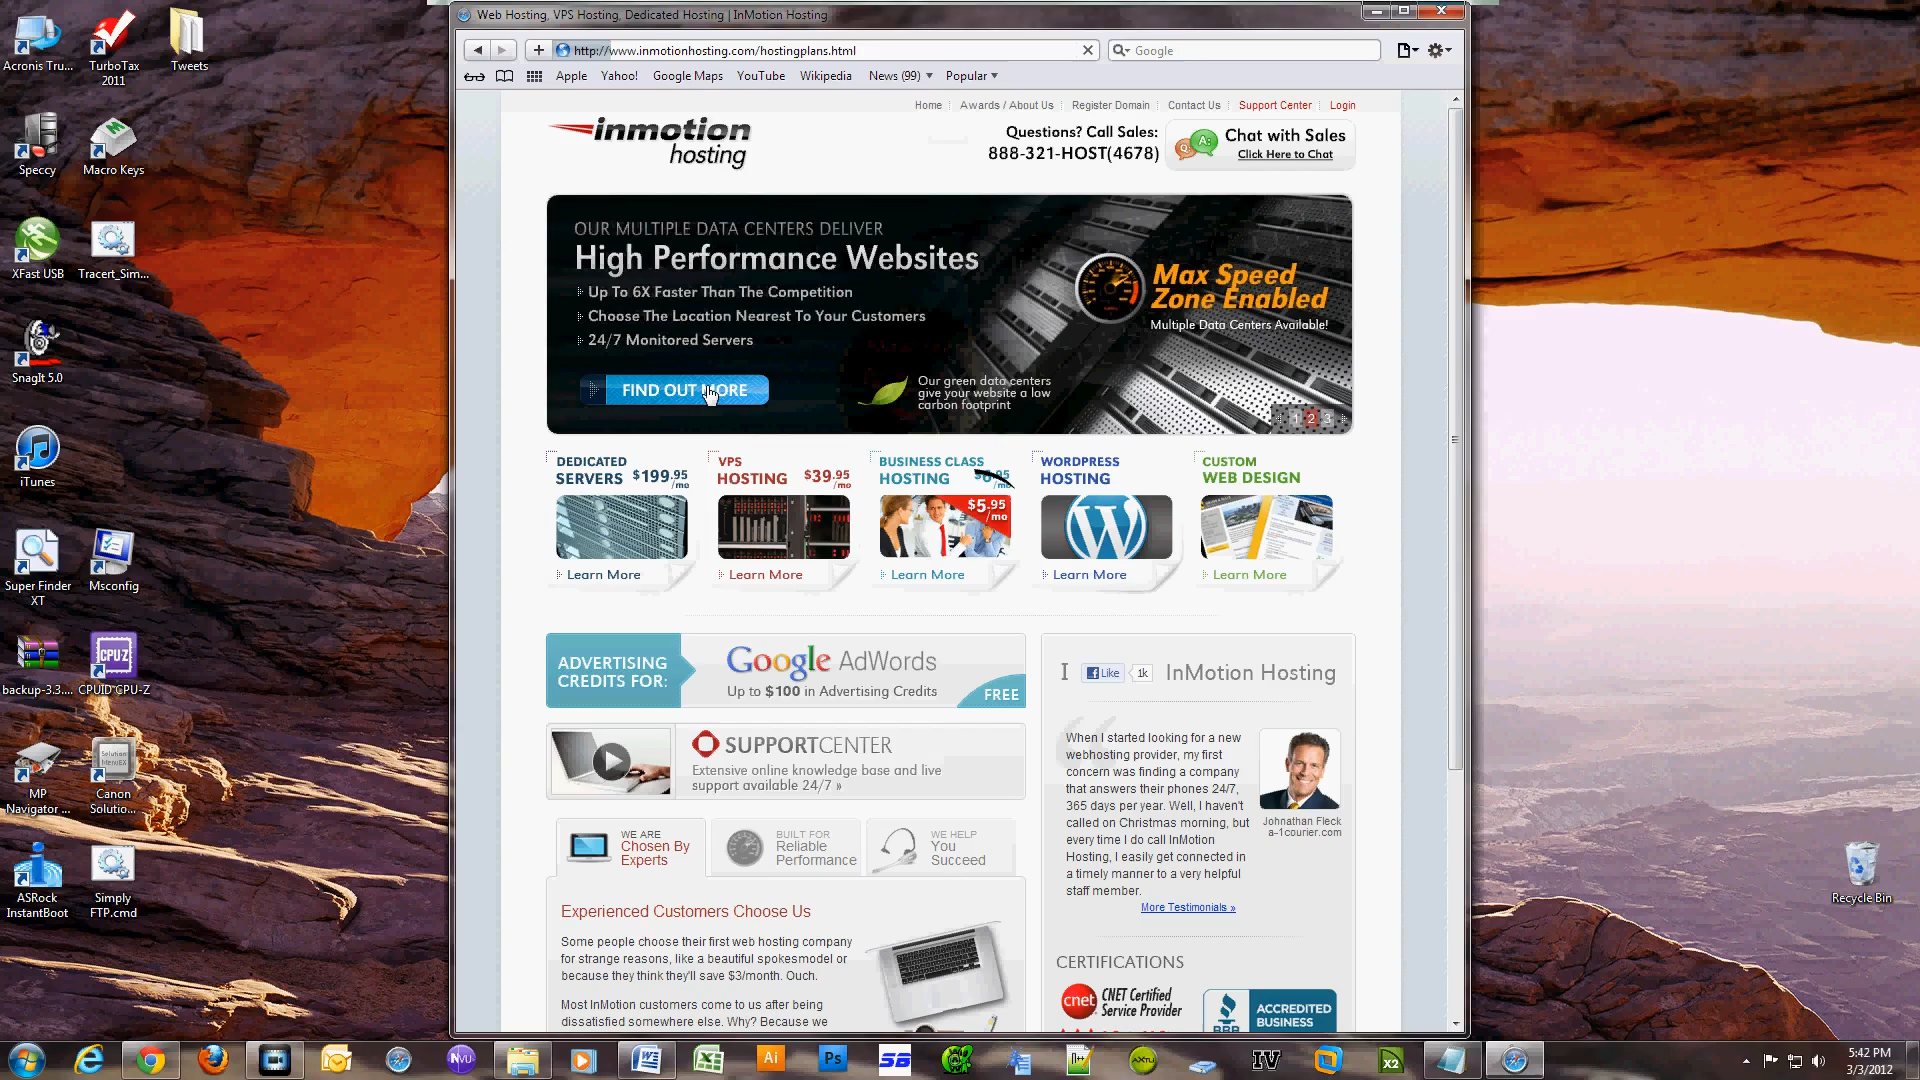 Acronis Tru...
TurboTax
2011
Tweets
Speccy
Macro Keys
XFast USB
Tracert_Sim...
SnagIt 5.0
iTunes
Super Finder
XT
Msconfig
backup-3.3....
CPUID CPU-Z
MP
Navigator ...
Canon
Solutio...
ASRock
InstantBoot
Simply
FTP.cmd
Recycle Bin
Web Hosting, VPS Hosting, Dedicated Hosting | InMotion Hosting
http://www.inmotionhosting.com/hostingplans.html
Google
Apple Yahoo! Google Maps YouTube Wikipedia News (99) Popular
Home Awards / About Us Register Domain Contact Us Support Center Login
inmotion
hosting
Questions? Call Sales:
888-321-HOST(4678)
Q: A:
Chat with Sales
Click Here to Chat
OUR MULTIPLE DATA CENTERS DELIVER
High Performance Websites
Up To 6X Faster Than The Competition
Choose The Location Nearest To Your Customers
24/7 Monitored Servers
FIND OUT MORE
Max Speed
Zone Enabled
Multiple Data Centers Available!
Our green data centers
give your website a low
carbon footprint
1 2 3
DEDICATED
SERVERS $199.95 /mo
Learn More
VPS
HOSTING $39.95 /mo
Learn More
BUSINESS CLASS
HOSTING $6.95 /mo
$5.95
/mo
Learn More
WORDPRESS
HOSTING
Learn More
CUSTOM
WEB DESIGN
Learn More
ADVERTISING
CREDITS FOR:
Google AdWords
Up to $100 in Advertising Credits
FREE
I Like 1k InMotion Hosting
SUPPORTCENTER
Extensive online knowledge base and live
support available 24/7 »
WE ARE
Chosen By
Experts
BUILT FOR
Reliable
Performance
WE HELP
You
Succeed
Experienced Customers Choose Us
Some people choose their first web hosting company
for strange reasons, like a beautiful spokesmodel or
because they think they'll save $3/month. Ouch.
Most InMotion customers come to us after being
dissatisfied somewhere else. Why? Because we
When I started looking for a new
webhosting provider, my first
concern was finding a company
that answers their phones 24/7,
365 days per year. Well, I haven't
called on Christmas morning, but
every time I do call InMotion
Hosting, I easily get connected in
a timely manner to a very helpful
staff member.
Johnathan Fleck
a-1courier.com
More Testimonials »
CERTIFICATIONS
cnet
CNET Certified
Service Provider
BBB
ACCREDITED
BUSINESS
NVU
Ai
Ps
SB
AXTU
IV
X2
5:42 PM
3/3/2012